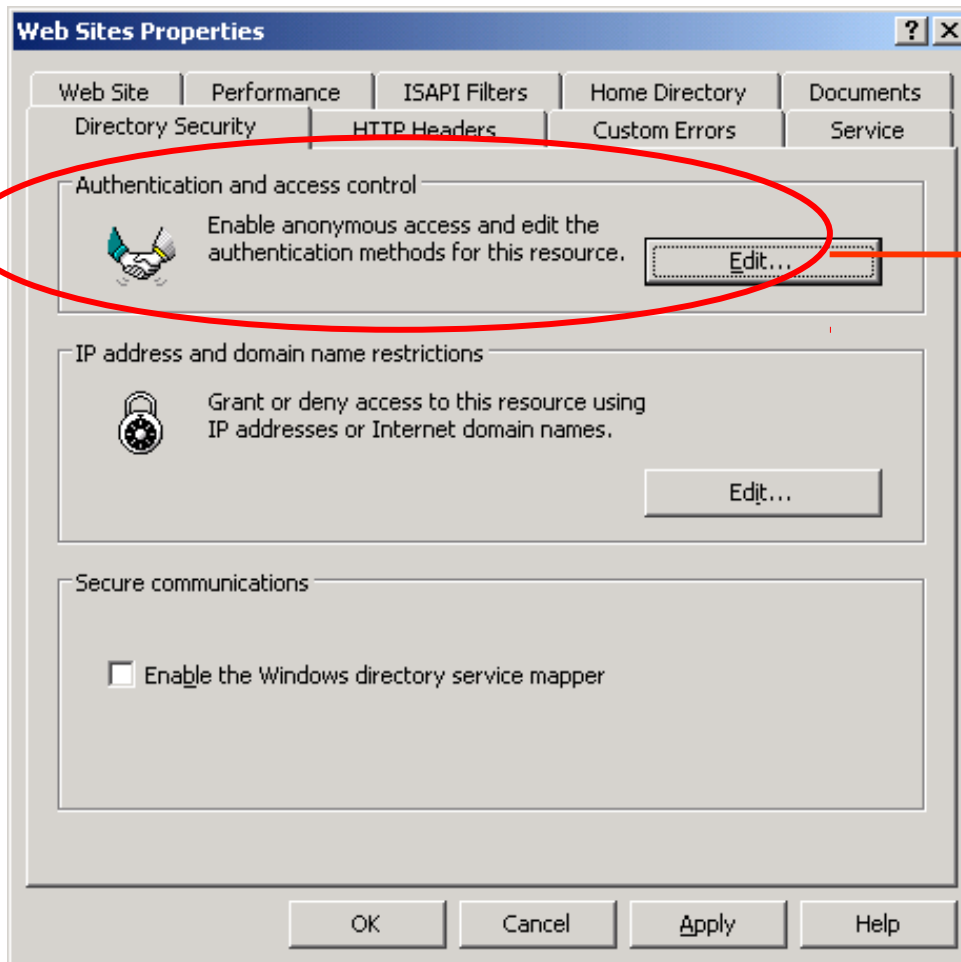 Web Sites Properties
Web Site Performance ISAPI Filters Home Directory Documents
Directory Security HTTP Headers Custom Errors Service
Authentication and access control
Enable anonymous access and edit the
authentication methods for this resource.
Edit...
IP address and domain name restrictions
Grant or deny access to this resource using
IP addresses or Internet domain names.
Edit...
Secure communications
Enable the Windows directory service mapper
OK Cancel Apply Help